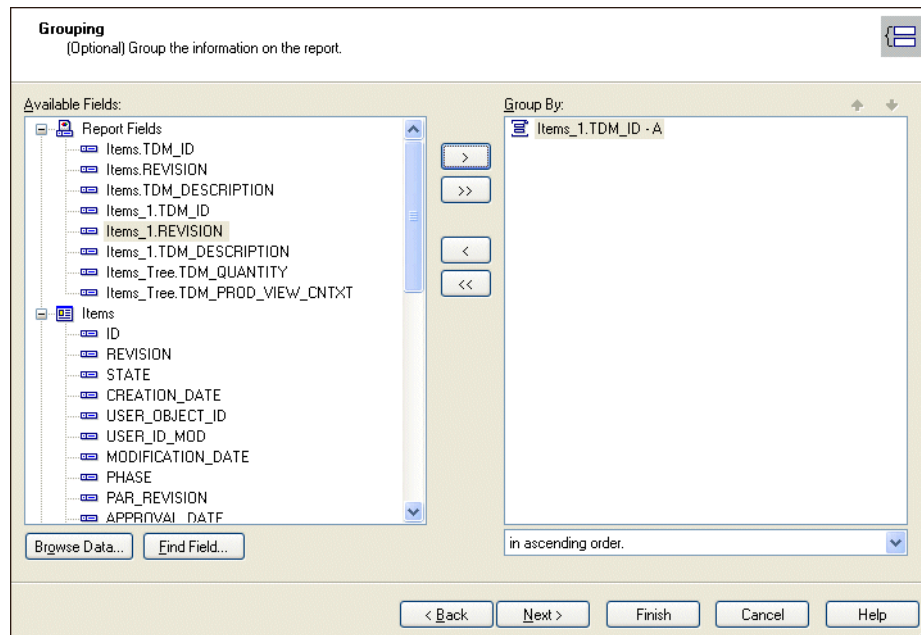 Grouping
(Optional) Group the information on the report.
Available Fields:
Report Fields
Items.TDM_ID
Items.REVISION
Items.TDM_DESCRIPTION
Items_1.TDM_ID
Items_1.REVISION
Items_1.TDM_DESCRIPTION
Items_Tree.TDM_QUANTITY
Items_Tree.TDM_PROD_VIEW_CNTXT
Items
ID
REVISION
STATE
CREATION_DATE
USER_OBJECT_ID
USER_ID_MOD
MODIFICATION_DATE
PHASE
PAR_REVISION
APPROVAL_DATE
Browse Data...
Find Field...
>
>>
<
<<
Group By:
Items_1.TDM_ID - A
in ascending order.
< Back
Next >
Finish
Cancel
Help